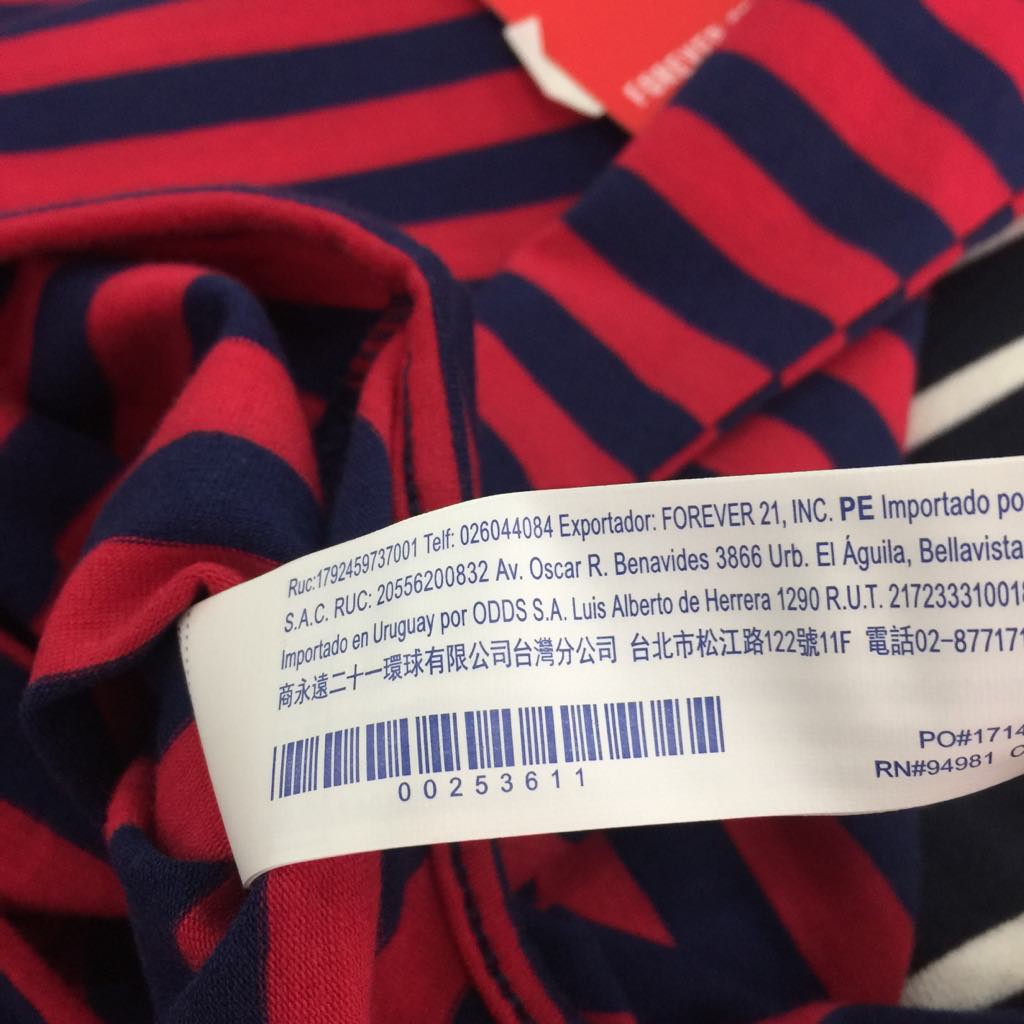 FOREVER
Ruc:1792459737001 Telf: 026044084 Exportador: FOREVER 21, INC. PE Importado po
S.A.C. RUC: 20556200832 Av. Oscar R. Benavides 3866 Urb. El Águila, Bellavista
Importado en Uruguay por ODDS S.A. Luis Alberto de Herrera 1290 R.U.T. 217233310018
商永遠二十一環球有限公司台灣分公司 台北市松江路122號11F 電話02-877171
00253611
PO#1714
RN#94981